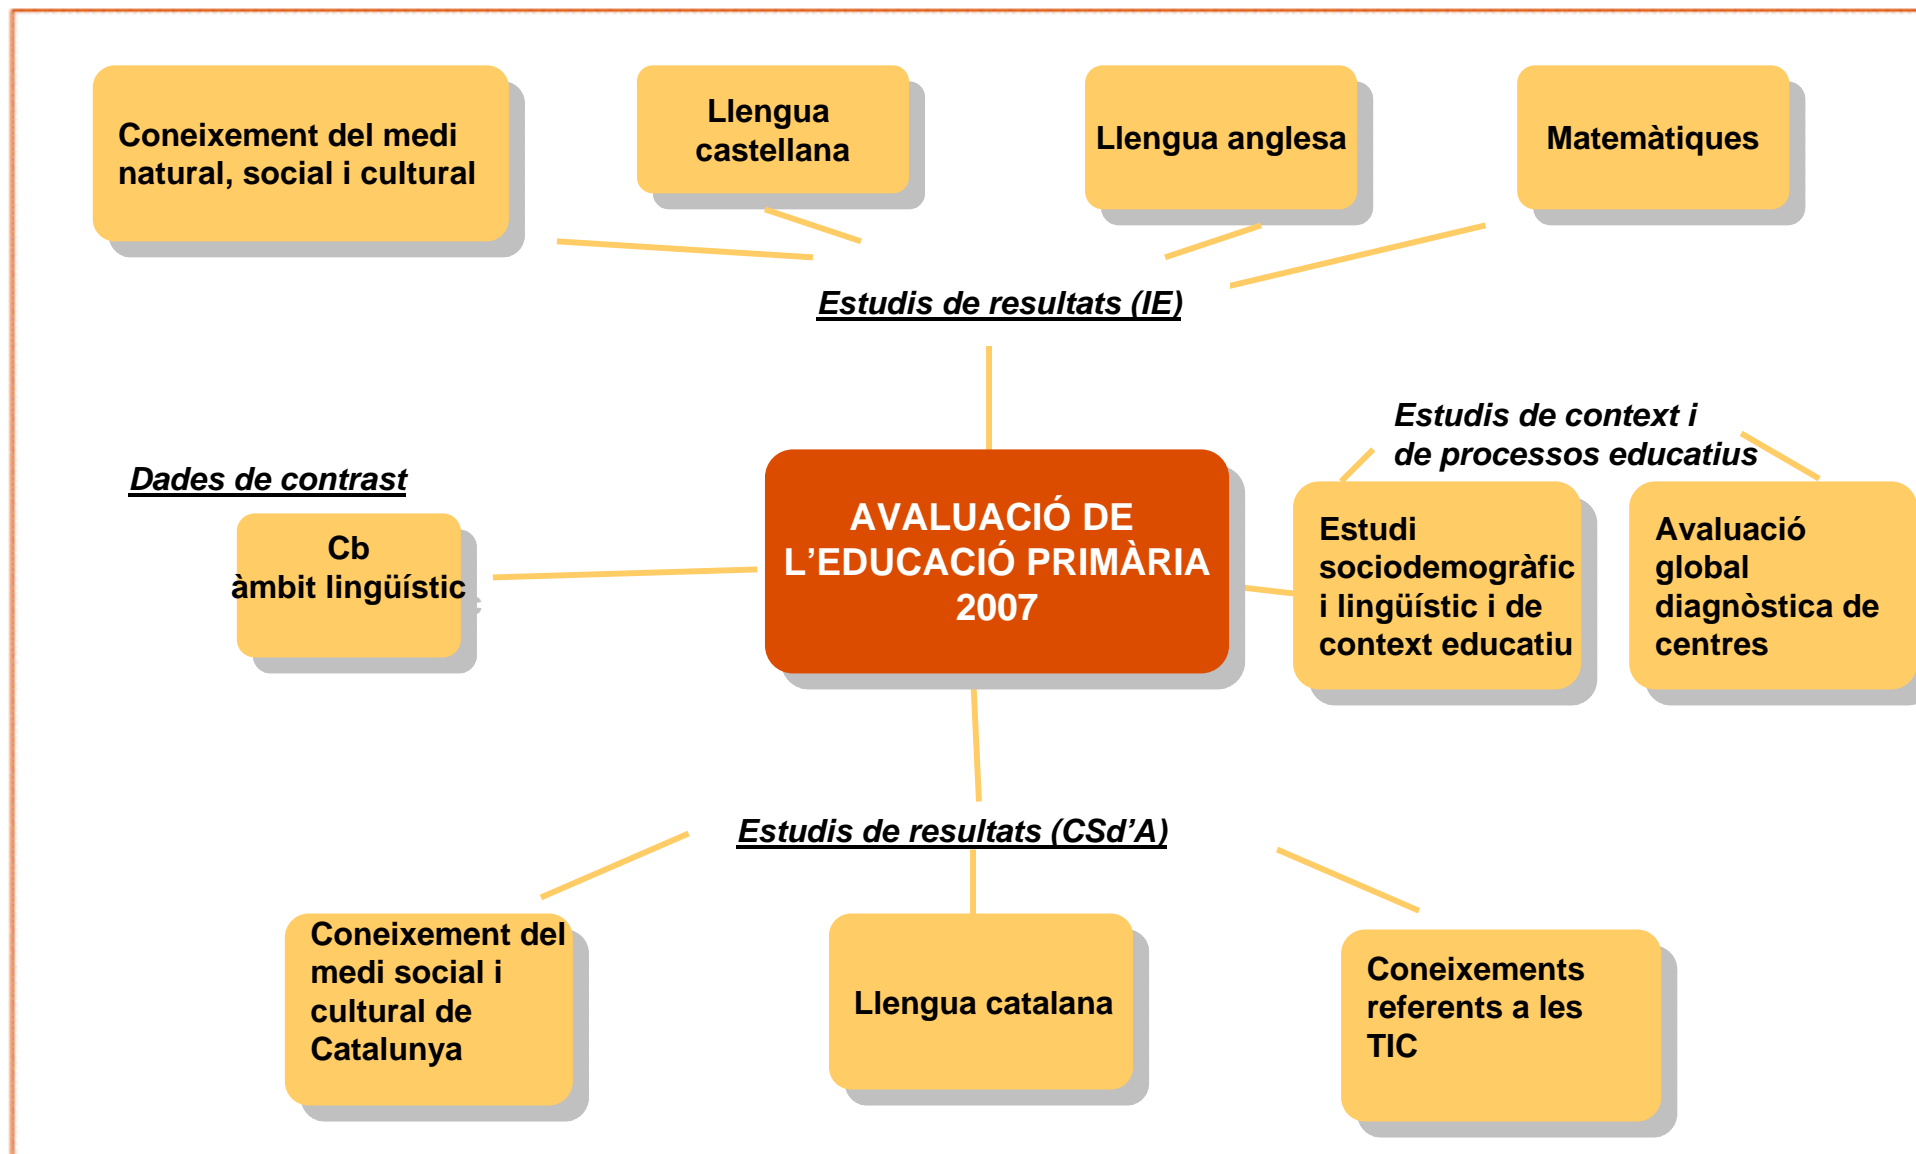 Coneixement del medi
natural, social i cultural
Llengua
castellana
Llengua anglesa
Matemàtiques
Estudis de resultats (IE)
Estudis de context i
de processos educatius
Dades de contrast
Cb
àmbit lingüístic
AVALUACIÓ DE
L’EDUCACIÓ PRIMÀRIA
2007
Estudi
sociodemogràfic
i lingüístic i de
context educatiu
Avaluació
global
diagnòstica de
centres
Estudis de resultats (CSd’A)
Coneixement del
medi social i
cultural de
Catalunya
Llengua catalana
Coneixements
referents a les
TIC